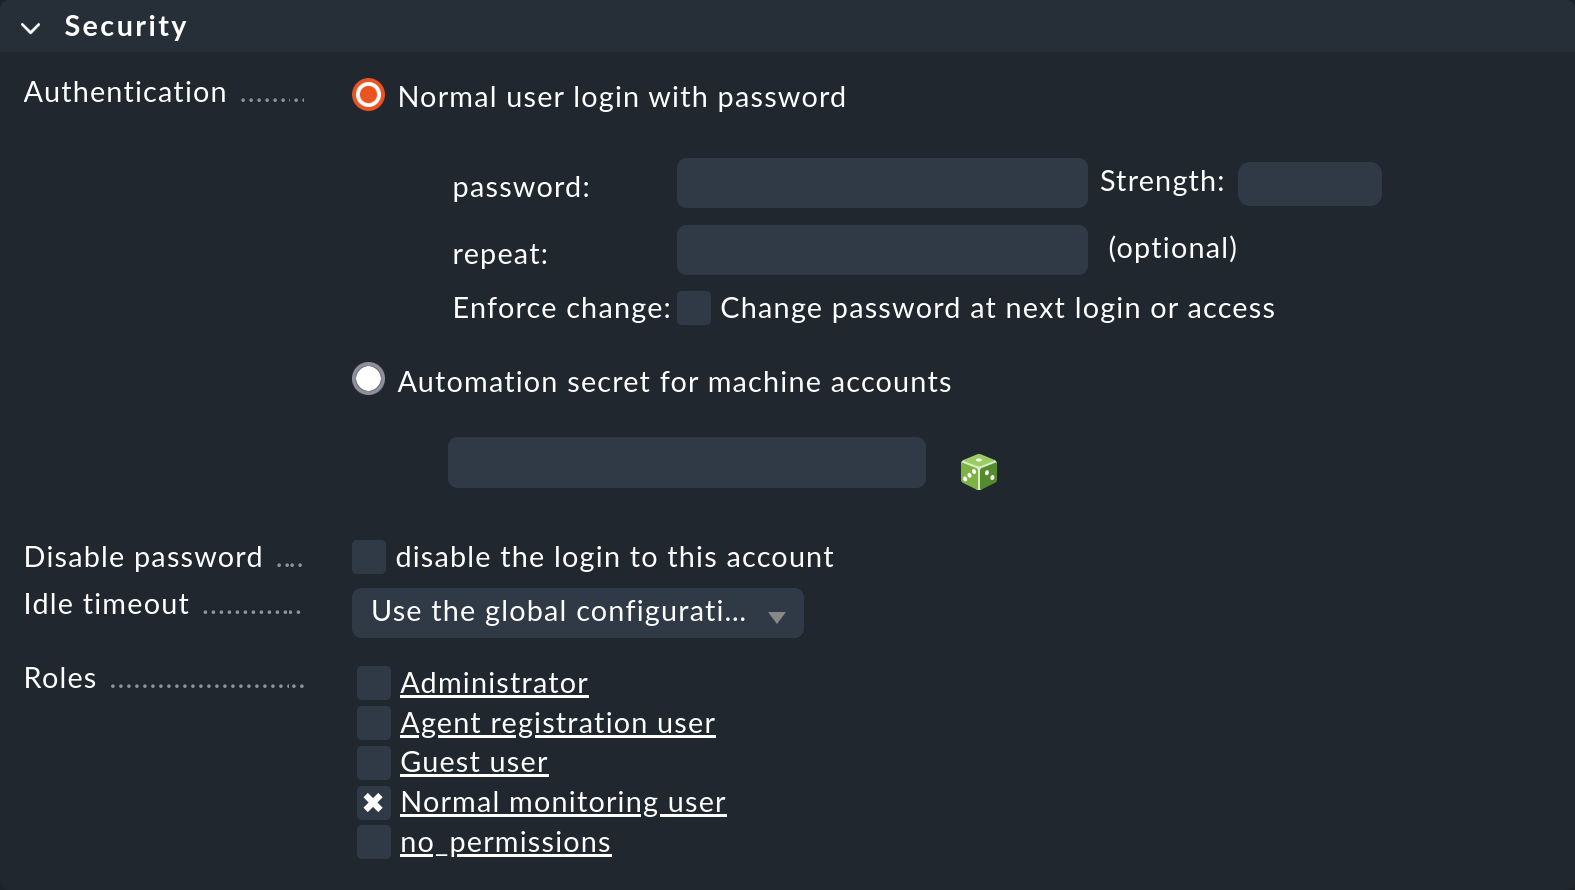 Security
Authentication
Normal user login with password
password:
Strength:
repeat:
(optional)
Enforce change:
Change password at next login or access
Automation secret for machine accounts
Disable password
disable the login to this account
Idle timeout
Use the global configurati...
Roles
Administrator
Agent registration user
Guest user
Normal monitoring user
no_permissions